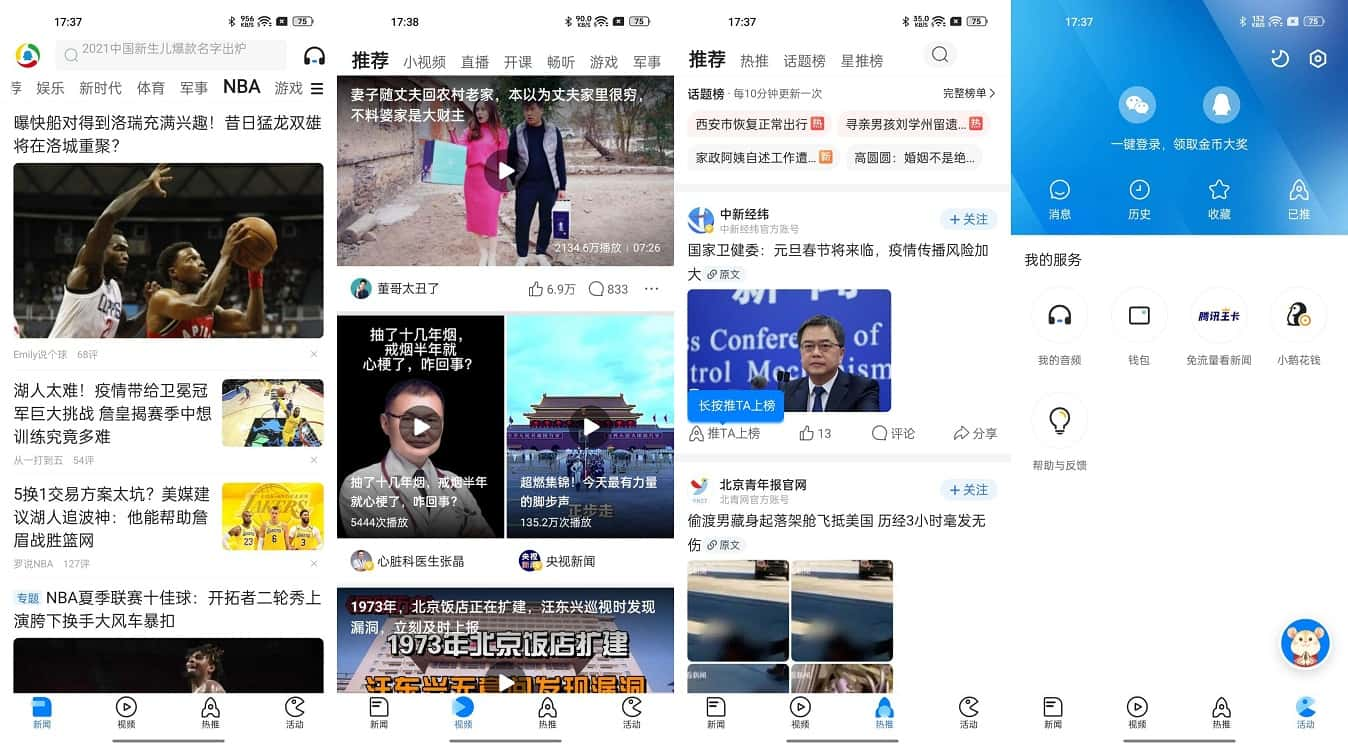 17:37
956 KB/S
75
2021中国新生儿爆款名字出炉
荐 娱乐 新时代 体育 军事 NBA 游戏
曝快船对得到洛瑞充满兴趣！昔日猛龙双雄
将在洛城重聚？
Emily说个球 68评
湖人太难！疫情带给卫冕冠
军巨大挑战 詹皇揭赛季中想
训练究竟多难
从一打到五 54评
5换1交易方案太坑？美媒建
议湖人追波神：他能帮助詹
眉战胜篮网
罗说NBA 127评
专题 NBA夏季联赛十佳球：开拓者二轮秀上
演胯下换手大风车暴扣
新闻 视频 热推 活动
17:38
90.0 KB/S
75
推荐 小视频 直播 开课 畅听 游戏 军事
妻子随丈夫回农村老家，本以为丈夫家里很穷，
不料婆家是大财主
2134.6万播放 07:26
董哥太丑了 6.9万 833
抽了十几年烟，
戒烟半年就
心梗了，咋回事？
抽了十几年烟，戒烟半年
就心梗了，咋回事？
5444次播放
超燃集锦！今天最有力量
的脚步声
正步走
135.2万次播放
心脏科医生张晶 央视新闻
1973年，北京饭店正在扩建，汪东兴巡视时发现
漏洞，立刻及时上报
1973年北京饭店扩建
新闻 视频 热推 活动
17:37
35.0 KB/S
75
推荐 热推 话题榜 星推榜
话题榜 · 每10分钟更新一次 完整榜单
西安市恢复正常出行 热 寻亲男孩刘学州留遗... 热
家政阿姨自述工作遭... 新 高圆圆：婚姻不是绝...
中新经纬
中新经纬官方账号
+关注
国家卫健委：元旦春节将来临，疫情传播风险加
大 原文
长按推TA上榜
推TA上榜 13 评论 分享
北京青年报官网
北青网官方账号
+关注
偷渡男藏身起落架舱飞抵美国 历经3小时毫发无
伤 原文
新闻 视频 热推 活动
17:37
132 KB/S
75
一键登录，领取金币大奖
消息 历史 收藏 已推
我的服务
腾讯王卡
我的音频 钱包 免流量看新闻 小鹅花钱
帮助与反馈
新闻 视频 热推 活动